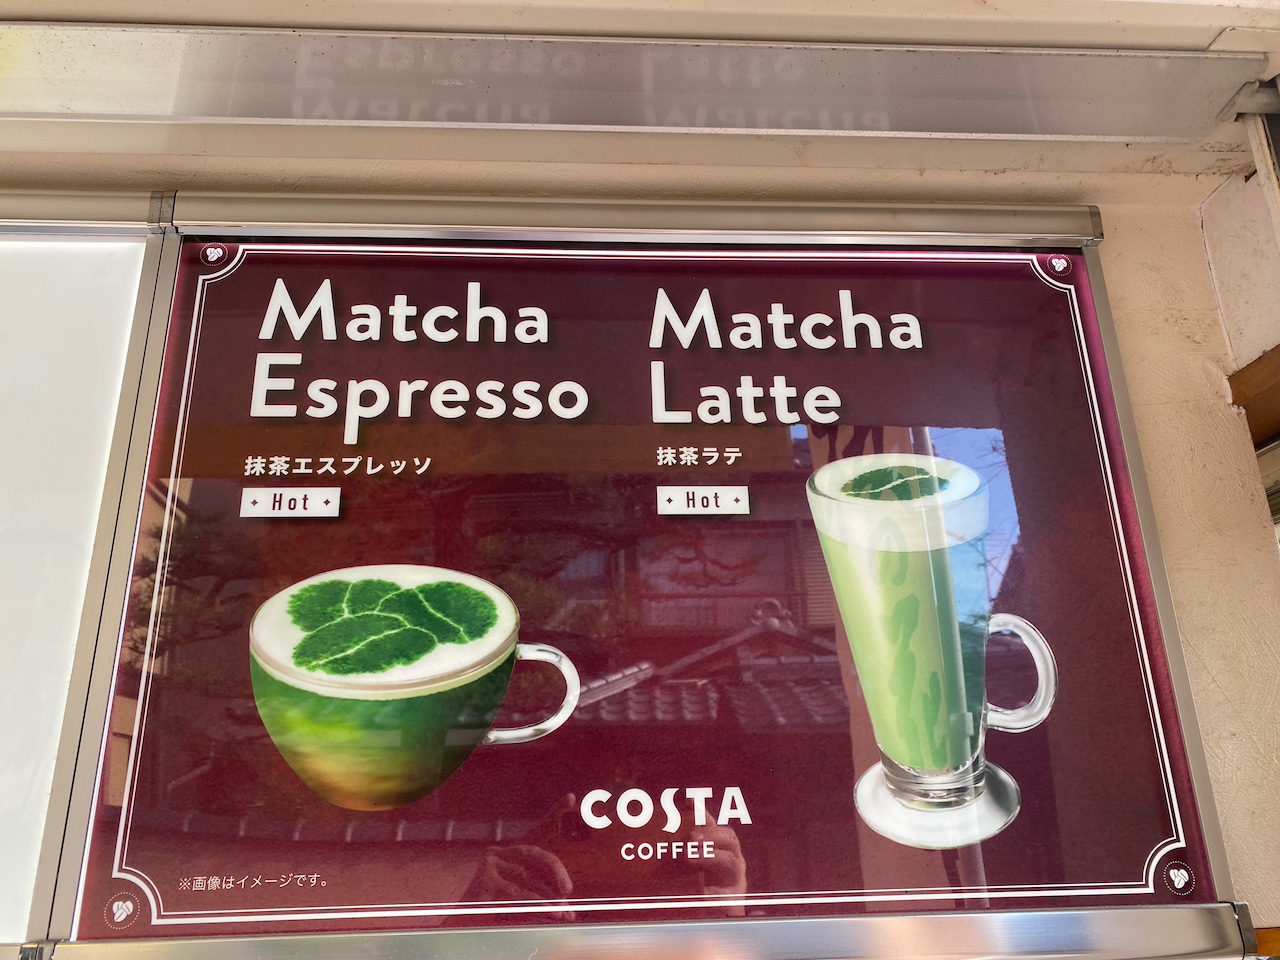 Matcha
Espresso
抹茶エスプレッソ
Hot
Matcha
Latte
抹茶ラテ
Hot
COSTA
COFFEE
※画像はイメージです。